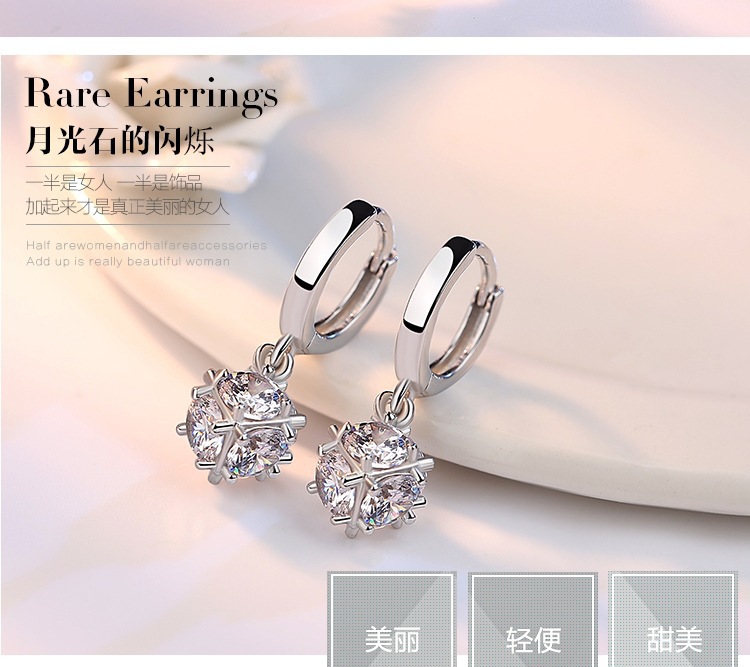 Rare Earrings
月光石的闪烁
一半是女人 一半是饰品
加起来才是真正美丽的女人
Half arewomenandhalfareaccessories
Add up is really beautiful woman
美丽
轻便
甜美